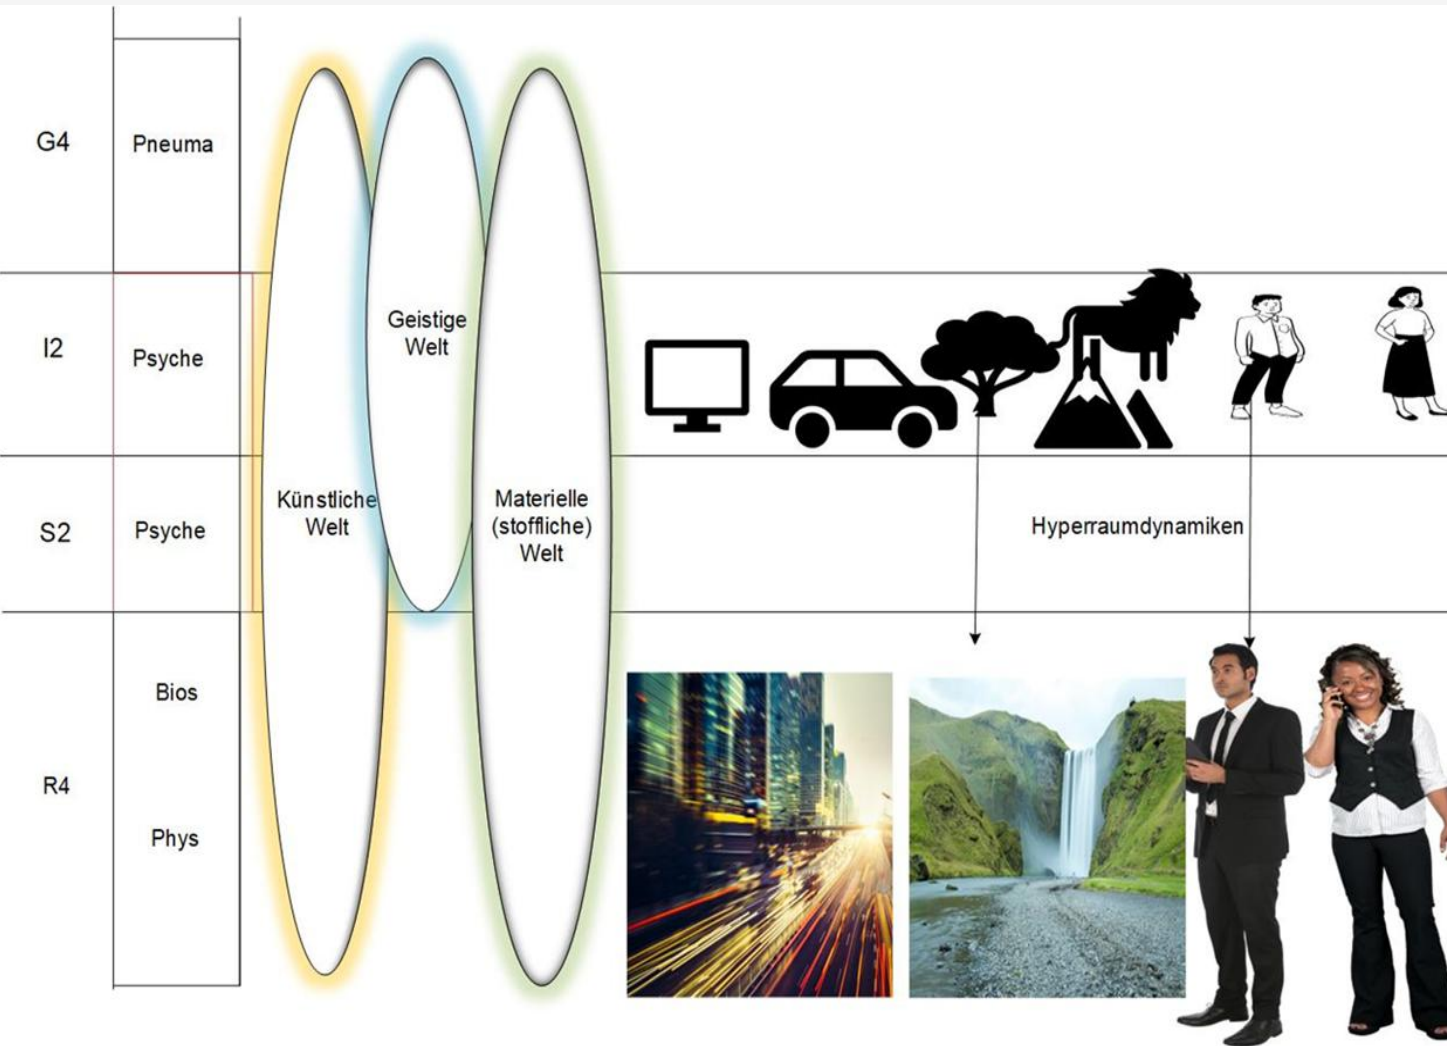 G4
Pneuma
I2
Psyche
Geistige
Welt
S2
Psyche
Künstliche
Welt
Materielle
(stoffliche)
Welt
Hyperraumdynamiken
R4
Bios
Phys